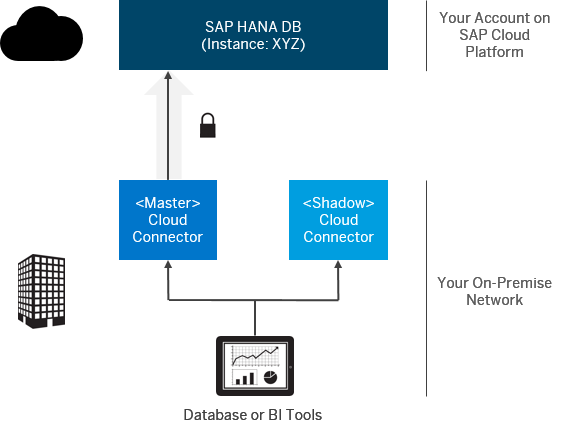 SAP HANA DB
(Instance: XYZ)
Your Account on
SAP Cloud
Platform
<Master>
Cloud
Connector
<Shadow>
Cloud
Connector
Your On-Premise
Network
Database or BI Tools